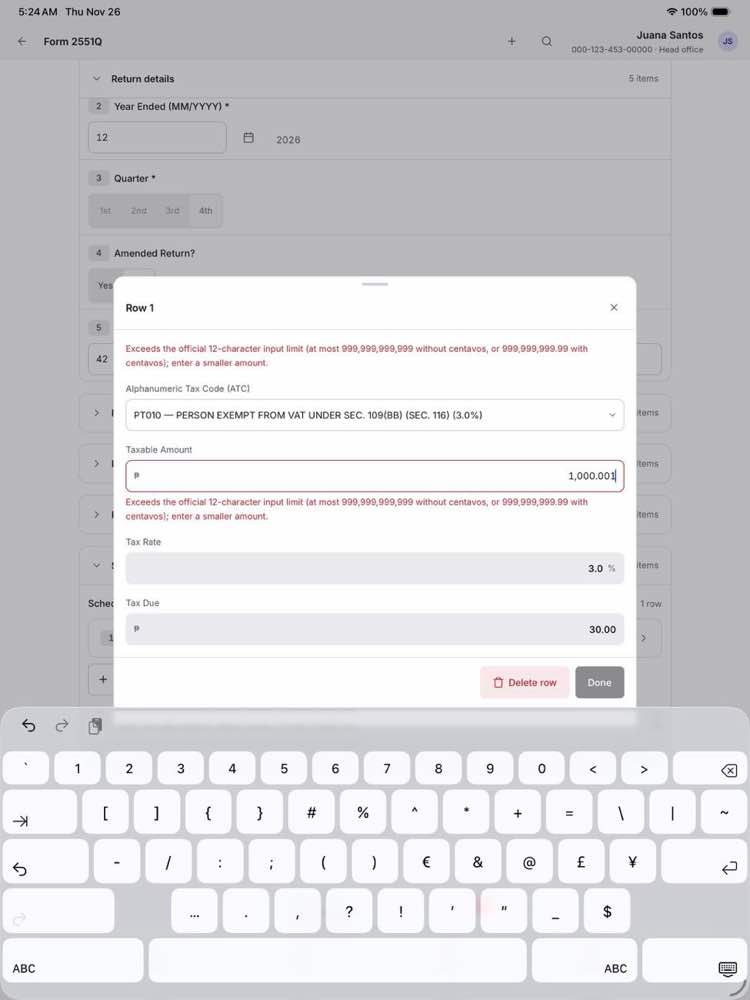 5:24 AM Thu Nov 26
100%
Form 2551Q
Juana Santos
000-123-453-00000 · Head office
JS
Return details
5 items
2 Year Ended (MM/YYYY) *
12
2026
3 Quarter *
1st 2nd 3rd 4th
4 Amended Return?
Yes
Row 1
5
Exceeds the official 12-character input limit (at most 999,999,999,999 without centavos, or 999,999,999.99 with
centavos); enter a smaller amount.
42
Alphanumeric Tax Code (ATC)
PT010 — PERSON EXEMPT FROM VAT UNDER SEC. 109(BB) (SEC. 116) (3.0%)
items
Taxable Amount
items
₱ 1,000.001
Exceeds the official 12-character input limit (at most 999,999,999,999 without centavos, or 999,999,999.99 with
centavos); enter a smaller amount.
items
Tax Rate
3.0 %
items
Tax Due
Sched
1 row
₱ 30.00
1
Delete row
Done
+
` 1 2 3 4 5 6 7 8 9 0 < >
[ ] { } # % ^ * + = \ | ~
- / : ; ( ) € & @ £ ¥
… . , ? ! ' " _ $
ABC ABC